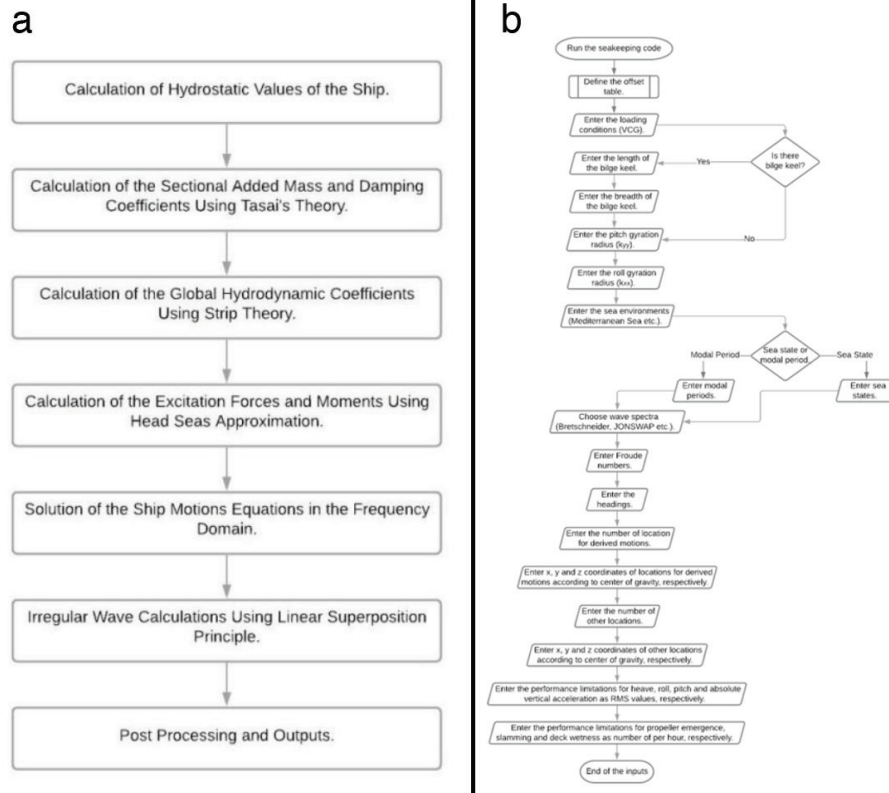 a
Calculation of Hydrostatic Values of the Ship.
Calculation of the Sectional Added Mass and Damping
Coefficients Using Tasai's Theory.
Calculation of the Global Hydrodynamic Coefficients
Using Strip Theory.
Calculation of the Excitation Forces and Moments Using
Head Seas Approximation.
Solution of the Ship Motions Equations in the Frequency
Domain.
Irregular Wave Calculations Using Linear Superposition
Principle.
Post Processing and Outputs.
b
Run the seakeeping code
Define the offset
table.
Enter the loading
conditions (VCG).
Is there
bilge keel?
Yes
Enter the length of
the bilge keel.
Enter the breadth of
the bilge keel.
No
Enter the pitch gyration
radius (kyy).
Enter the roll gyration
radius (kxx).
Enter the sea environments
(Mediterranean Sea etc.).
Sea state or
modal period
Modal Period
Sea State
Enter modal
periods.
Enter sea
states.
Choose wave spectra
(Bretschneider, JONSWAP etc.).
Enter Froude
numbers.
Enter the
headings.
Enter the number of location
for derived motions.
Enter x, y and z coordinates of locations for derived
motions according to center of gravity, respectively.
Enter the number of
other locations.
Enter x, y and z coordinates of other locations
according to center of gravity, respectively.
Enter the performance limitations for heave, roll, pitch and absolute
vertical acceleration as RMS values, respectively.
Enter the performance limitations for propeller emergence,
slamming and deck wetness as number of per hour, respectively.
End of the inputs